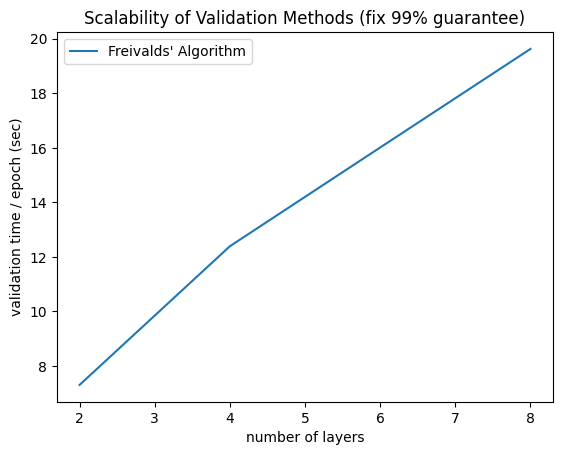 Scalability of Validation Methods (fix 99% guarantee)
Freivalds' Algorithm
validation time / epoch (sec)
20
18
16
14
12
10
8
2 3 4 5 6 7 8
number of layers